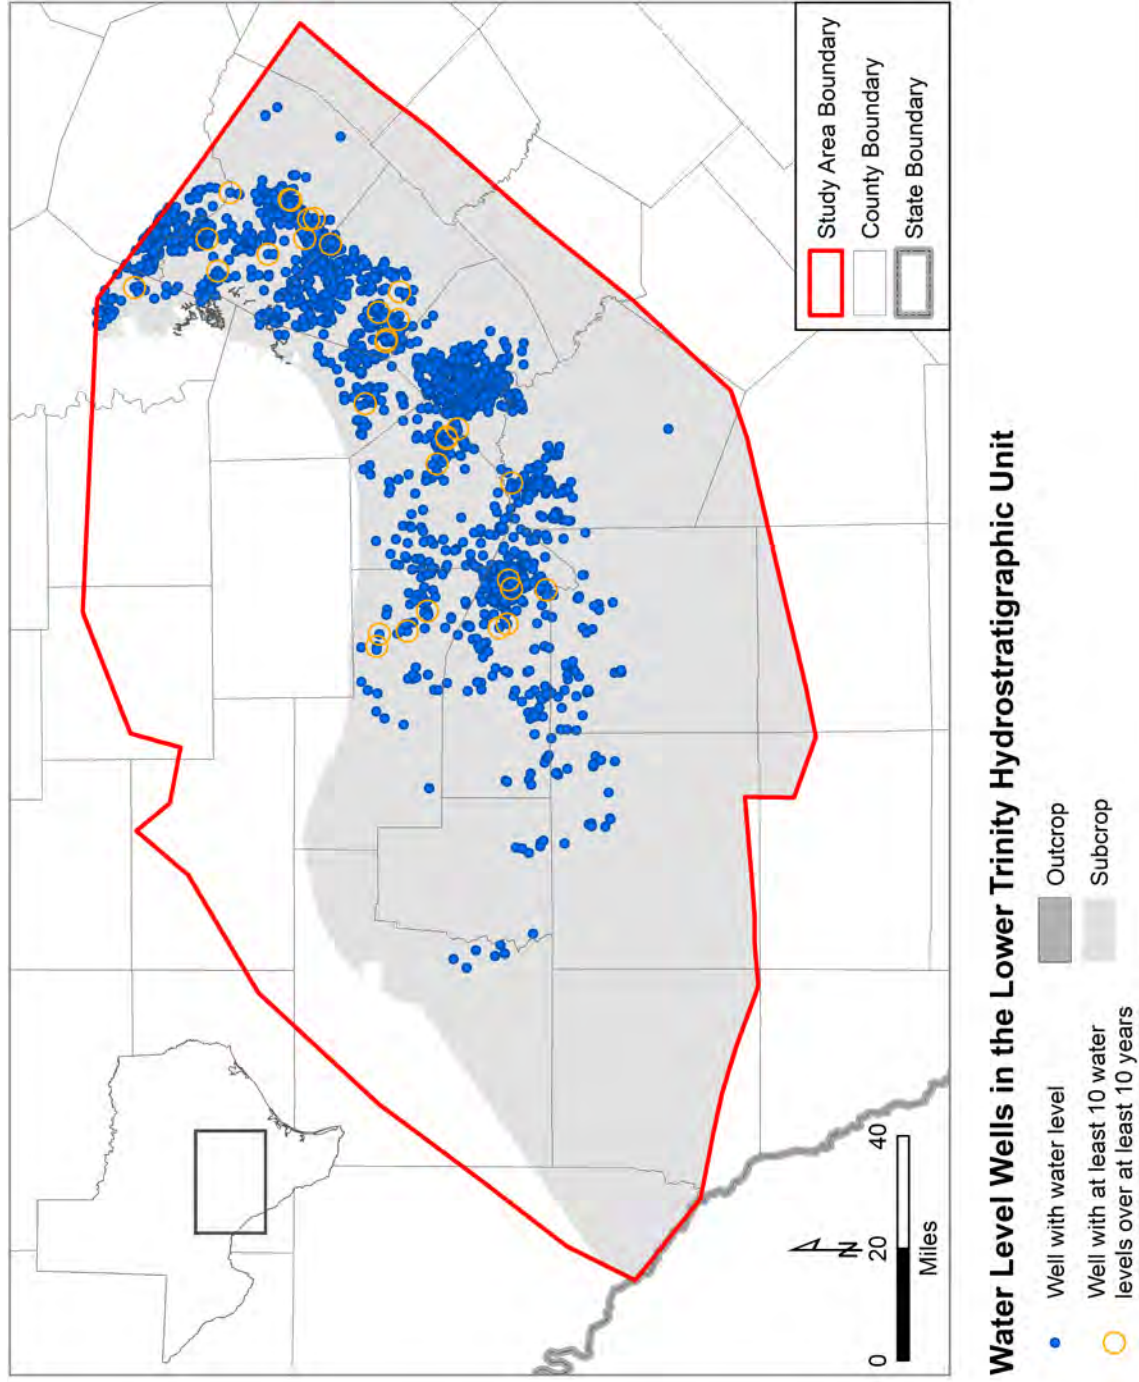 Study Area Boundary
County Boundary
State Boundary
N
0 20 40
Miles
Water Level Wells in the Lower Trinity Hydrostratigraphic Unit
Well with water level
Well with at least 10 water
levels over at least 10 years
Outcrop
Subcrop